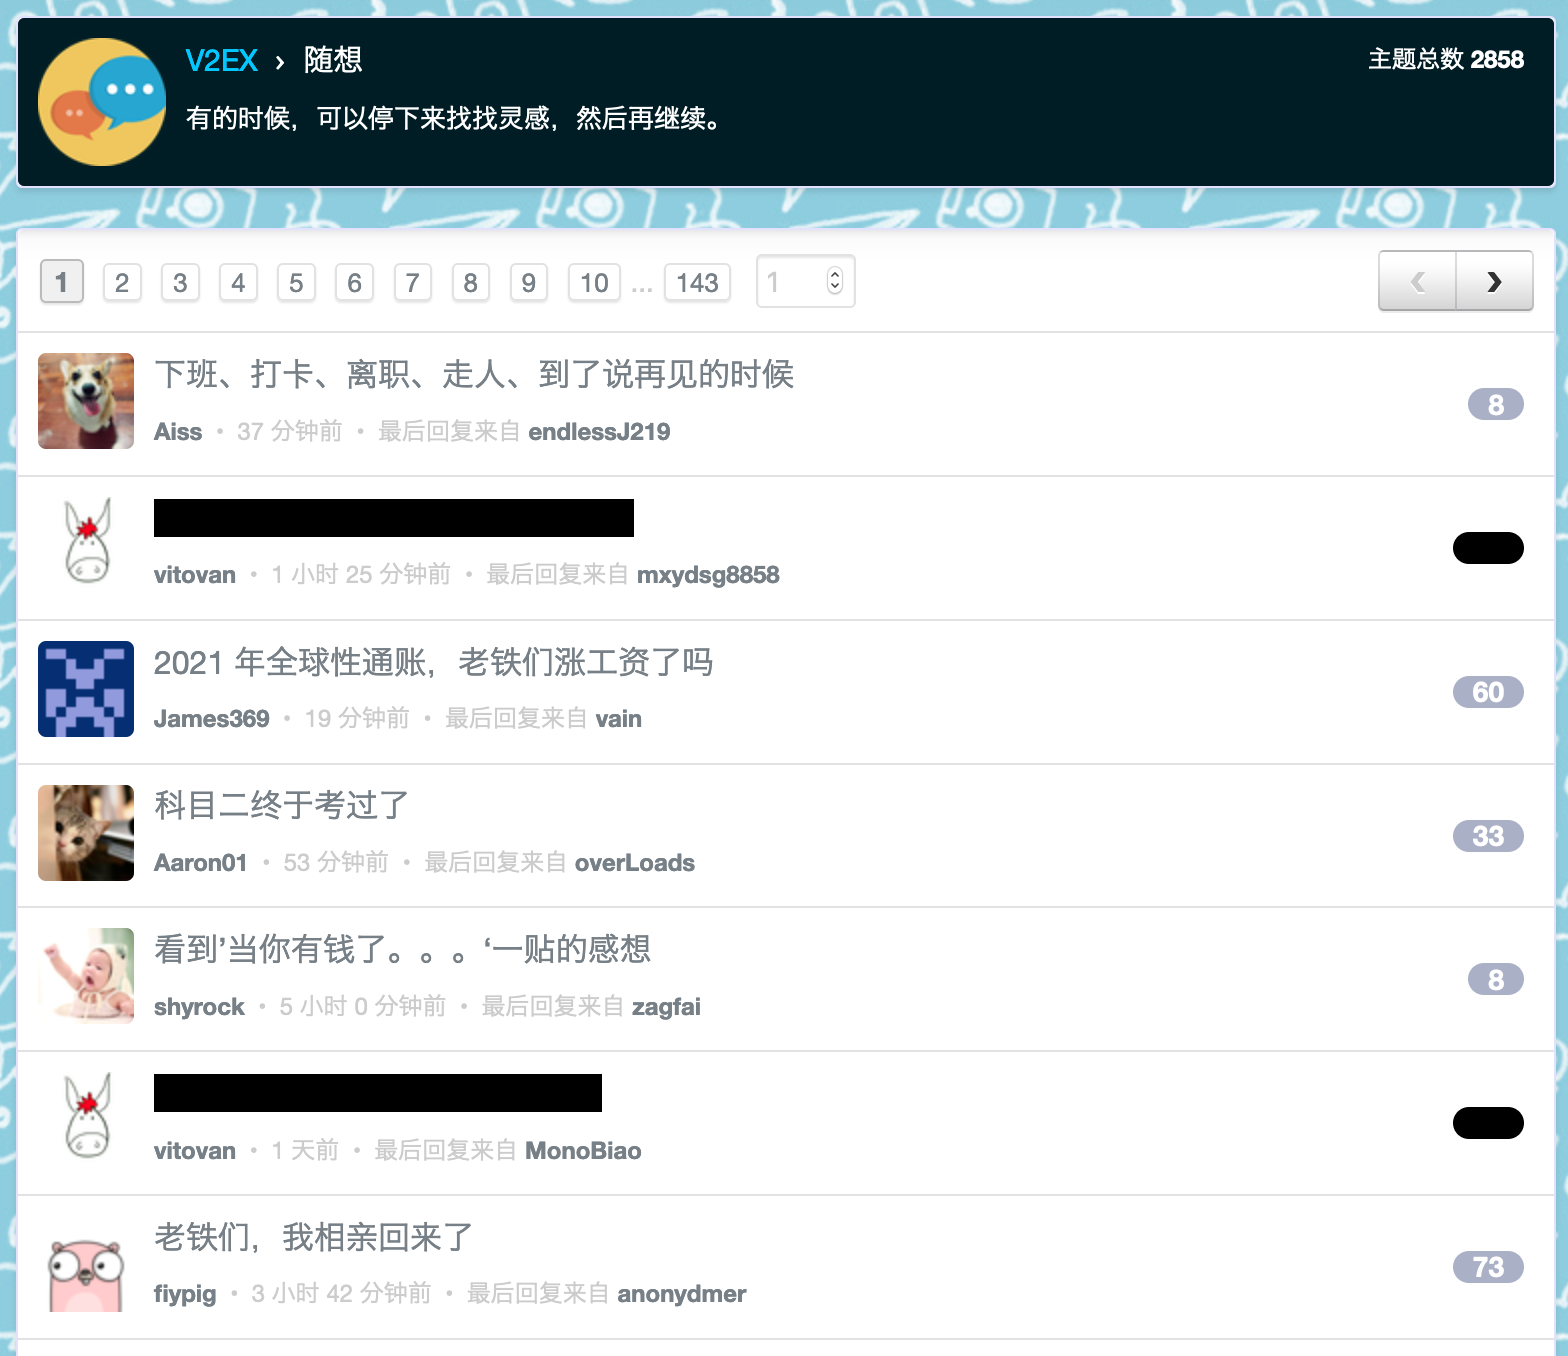 V2EX › 随想
主题总数 2858
有的时候，可以停下来找找灵感，然后再继续。
1 2 3 4 5 6 7 8 9 10 ... 143 1 ❮ ❯
下班、打卡、离职、走人、到了说再见的时候
8
Aiss • 37 分钟前 • 最后回复来自 endlessJ219
vitovan • 1 小时 25 分钟前 • 最后回复来自 mxydsg8858
2021 年全球性通账，老铁们涨工资了吗
60
James369 • 19 分钟前 • 最后回复来自 vain
科目二终于考过了
33
Aaron01 • 53 分钟前 • 最后回复来自 overLoads
看到’当你有钱了。。。‘一贴的感想
8
shyrock • 5 小时 0 分钟前 • 最后回复来自 zagfai
vitovan • 1 天前 • 最后回复来自 MonoBiao
老铁们，我相亲回来了
73
fiypig • 3 小时 42 分钟前 • 最后回复来自 anonydmer